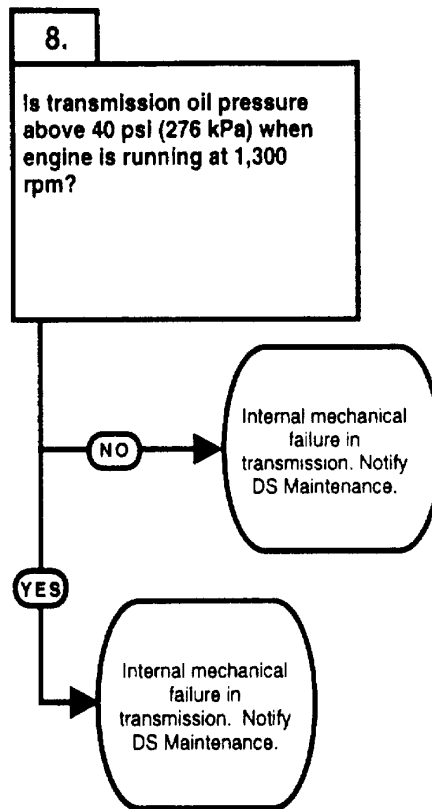 8.
Is transmission oil pressure
above 40 psi (276 kPa) when
engine is running at 1,300
rpm?
Internal mechanical
failure in
transmission. Notify
DS Maintenance.
NO
YES
Internal mechanical
failure in
transmission. Notify
DS Maintenance.